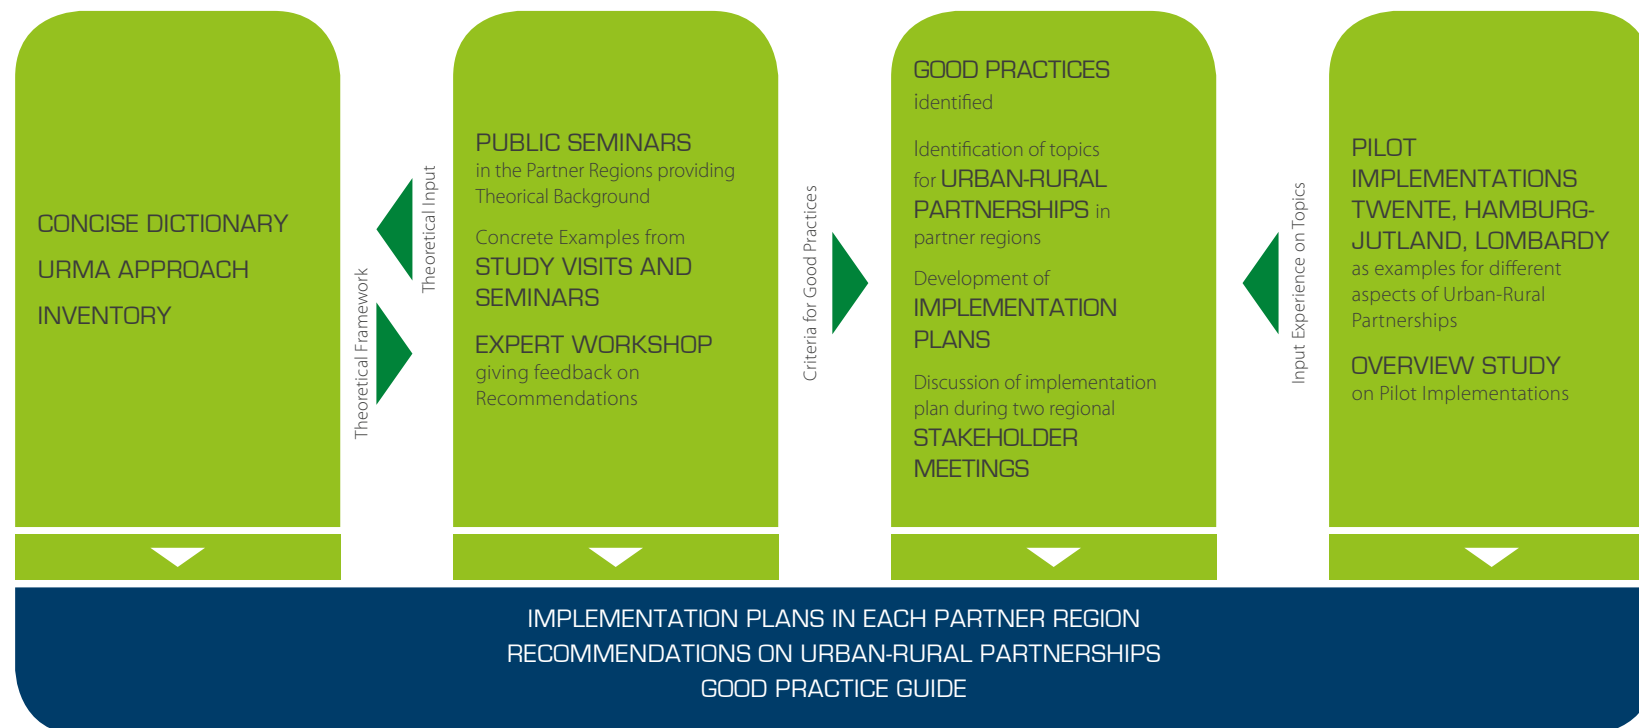 CONCISE DICTIONARY
URMA APPROACH
INVENTORY
Theoretical Framework
Theoretical Input
PUBLIC SEMINARS
in the Partner Regions providing
Theorical Background
Concrete Examples from
STUDY VISITS AND
SEMINARS
EXPERT WORKSHOP
giving feedback on
Recommendations
Criteria for Good Practices
GOOD PRACTICES
identified
Identification of topics
for URBAN-RURAL
PARTNERSHIPS in
partner regions
Development of
IMPLEMENTATION
PLANS
Discussion of implementation
plan during two regional
STAKEHOLDER
MEETINGS
Input Experience on Topics
PILOT
IMPLEMENTATIONS
TWENTE, HAMBURG-
JUTLAND, LOMBARDY
as examples for different
aspects of Urban-Rural
Partnerships
OVERVIEW STUDY
on Pilot Implementations
IMPLEMENTATION PLANS IN EACH PARTNER REGION
RECOMMENDATIONS ON URBAN-RURAL PARTNERSHIPS
GOOD PRACTICE GUIDE